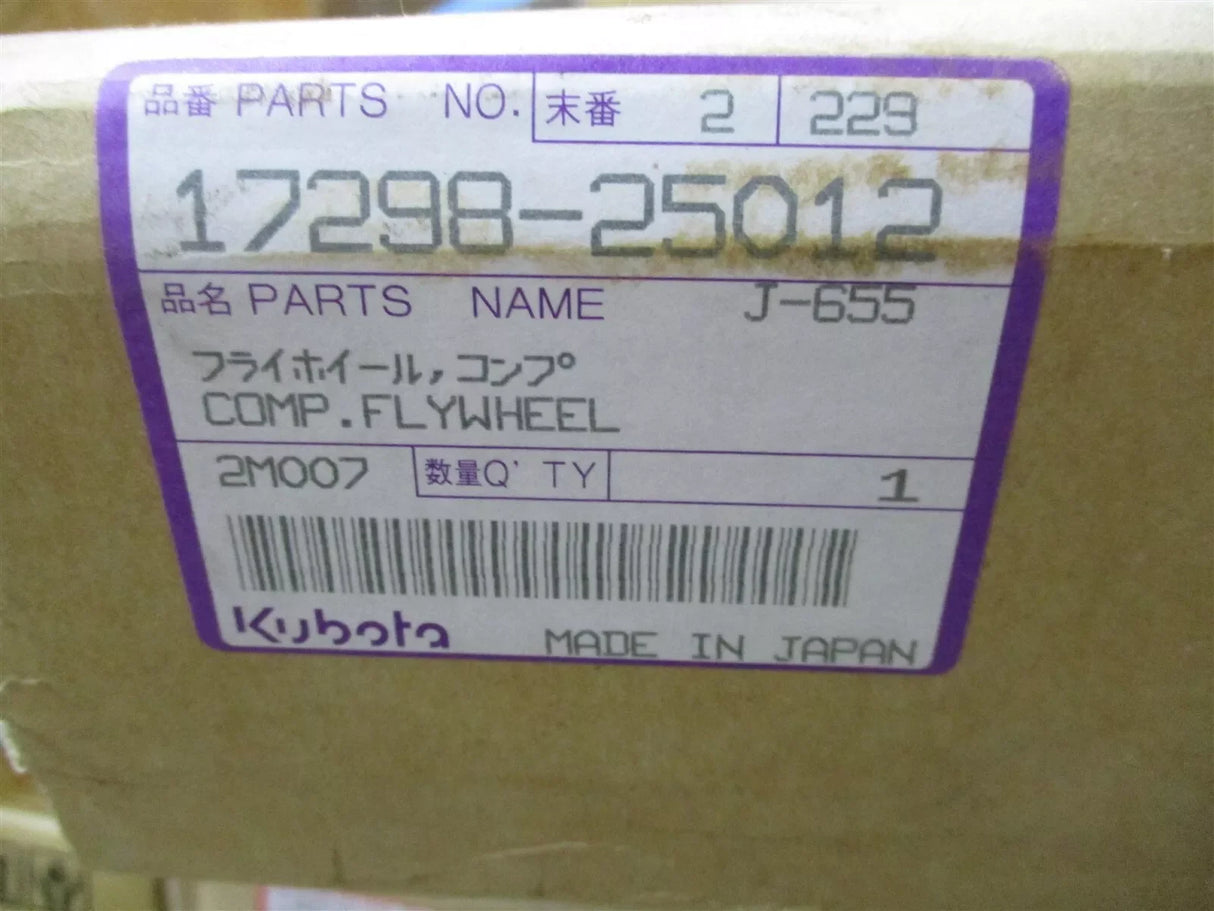 品番 PARTS NO. 末番 2 229
17298-25012
品名 PARTS NAME J-655
フライホイール,コンプ
COMP.FLYWHEEL
2M007 数量Q'TY 1
Kubota MADE IN JAPAN